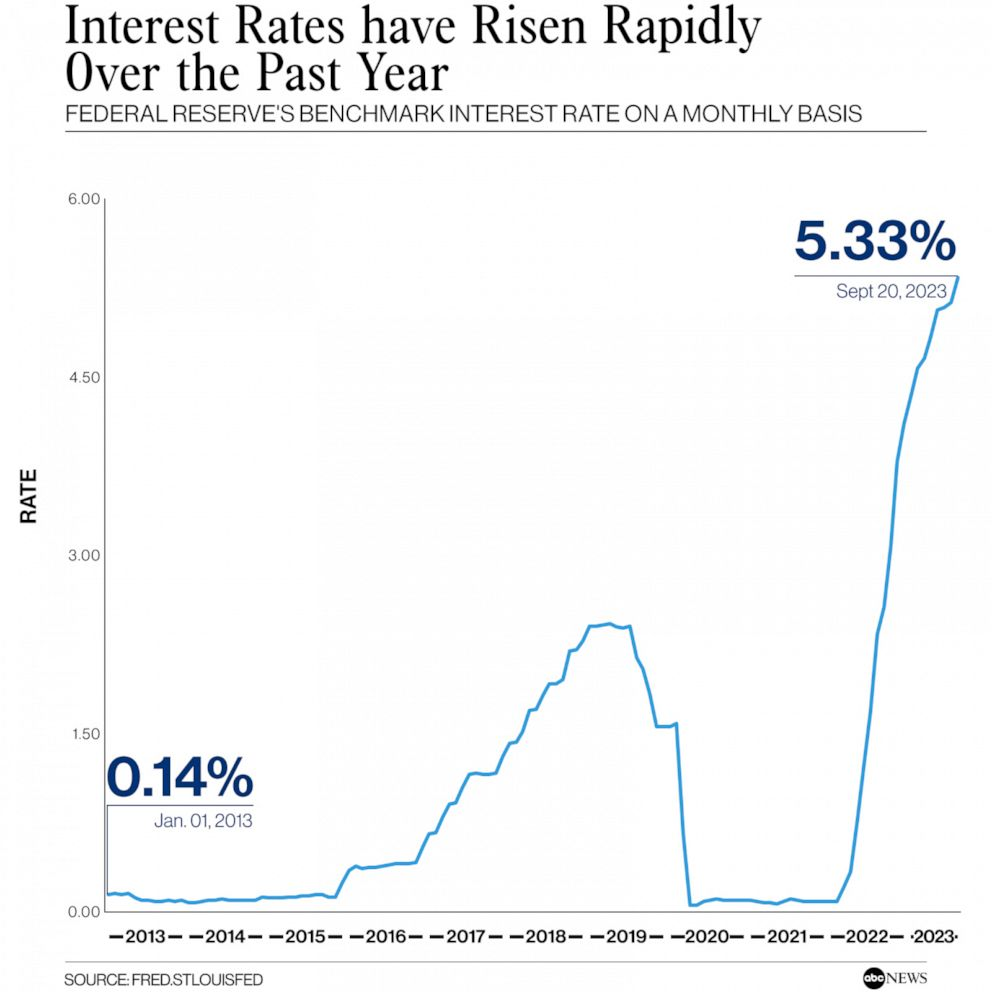 Interest Rates have Risen Rapidly
Over the Past Year
FEDERAL RESERVE'S BENCHMARK INTEREST RATE ON A MONTHLY BASIS
6.00
5.33%
Sept 20, 2023
4.50
RATE
3.00
1.50
0.14%
Jan. 01, 2013
0.00
2013 2014 2015 2016 2017 2018 2019 2020 2021 2022 2023
SOURCE: FRED.STLOUISFED
abc NEWS